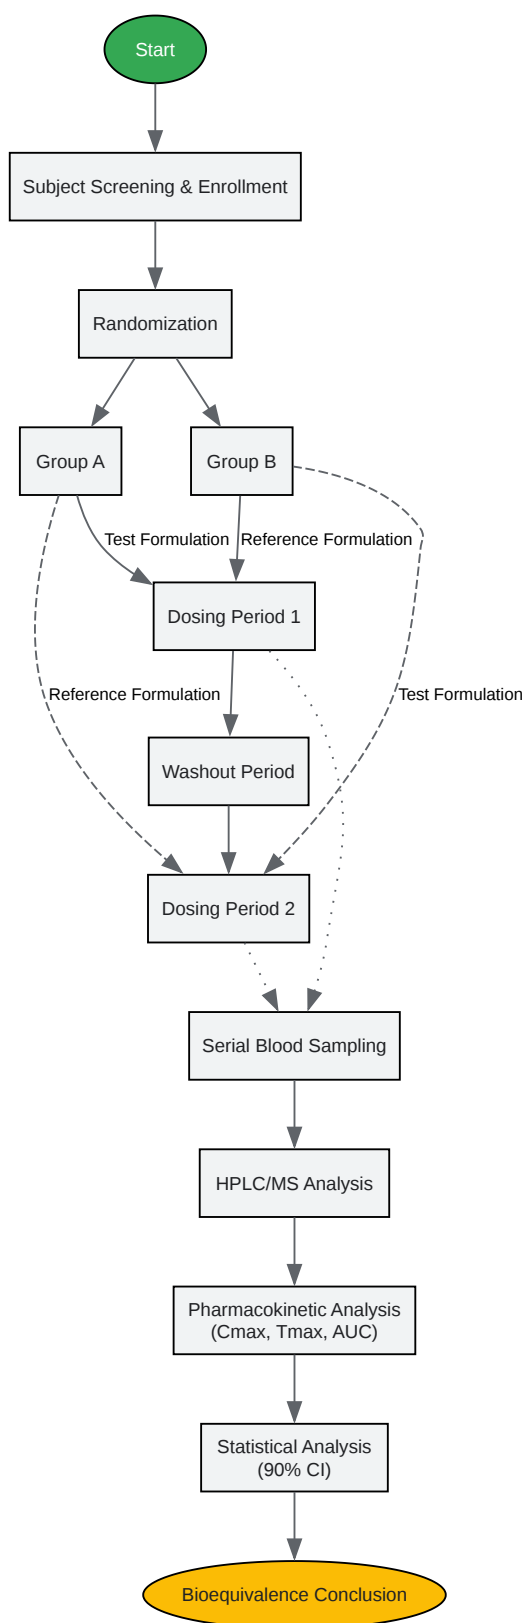 Start
Subject Screening & Enrollment
Randomization
Group A
Group B
Test Formulation
Reference Formulation
Dosing Period 1
Reference Formulation
Test Formulation
Washout Period
Dosing Period 2
Serial Blood Sampling
HPLC/MS Analysis
Pharmacokinetic Analysis
(Cmax, Tmax, AUC)
Statistical Analysis
(90% CI)
Bioequivalence Conclusion